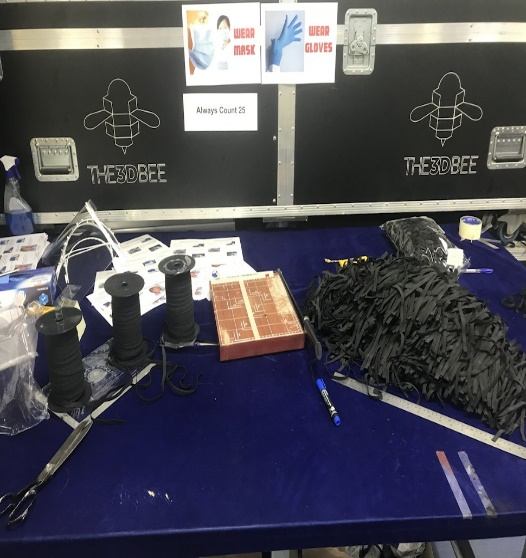 WEAR
MASK
WEAR
GLOVES
Always Count 25
THE3DBEE
THE3DBEE